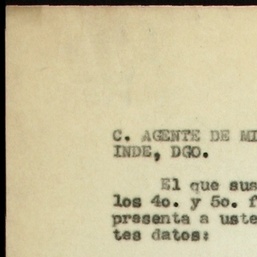 C. AGENTE DE MI
INDE, DGO.
El que sus
los 4o. y 5o. f
presenta a uste
tes datos: